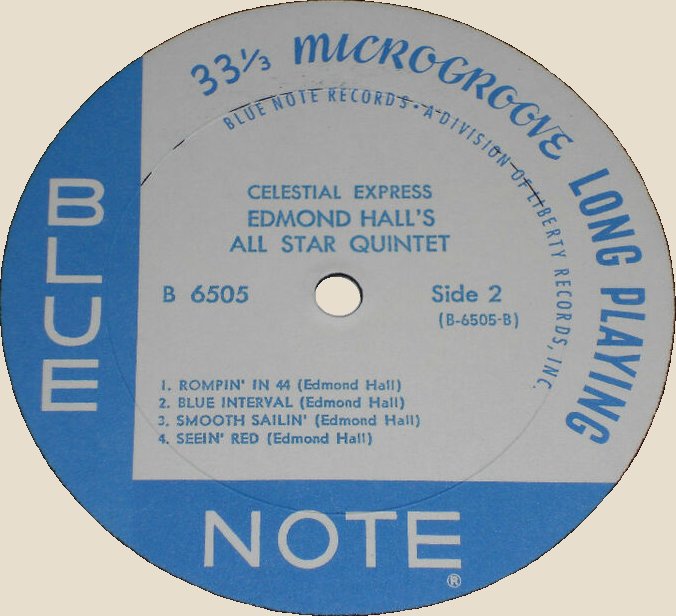 33⅓ MICROGROOVE LONG PLAYING
BLUE NOTE RECORDS • A DIVISION OF LIBERTY RECORDS, INC.
CELESTIAL EXPRESS
EDMOND HALL'S
ALL STAR QUINTET
B 6505
Side 2
(B-6505-B)
1. ROMPIN' IN 44 (Edmond Hall)
2. BLUE INTERVAL (Edmond Hall)
3. SMOOTH SAILIN' (Edmond Hall)
4. SEEIN' RED (Edmond Hall)
BLUE
NOTE
®